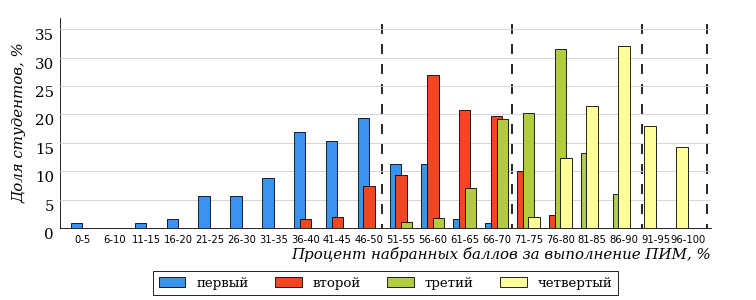 Доля студентов, %
35
30
25
20
15
10
5
0
0-5 6-10 11-15 16-20 21-25 26-30 31-35 36-40 41-45 46-50 51-55 56-60 61-65 66-70 71-75 76-80 81-85 86-90 91-95 96-100
Процент набранных баллов за выполнение ПИМ, %
первый второй третий четвертый